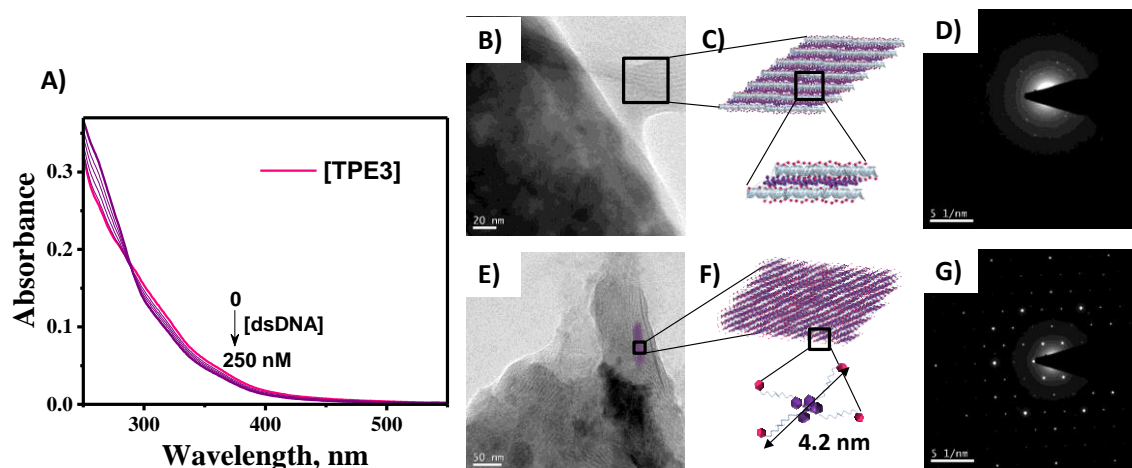 A)
Absorbance
0.3
0.2
0.1
0.0
300
400
500
Wavelength, nm
[TPE3]
0
[dsDNA]
250 nM
B)
20 nm
C)
D)
5 1/nm
E)
50 nm
F)
4.2 nm
G)
5 1/nm